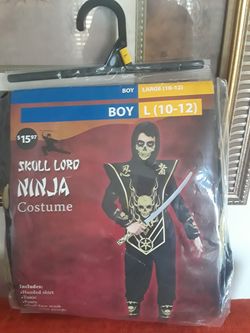 BOY
LARGE (10-12)
BOY
L (10-12)
$15.97
SKULL LORD
NINJA
Costume
Includes:
• Hooded shirt
• Tunic
• Pants